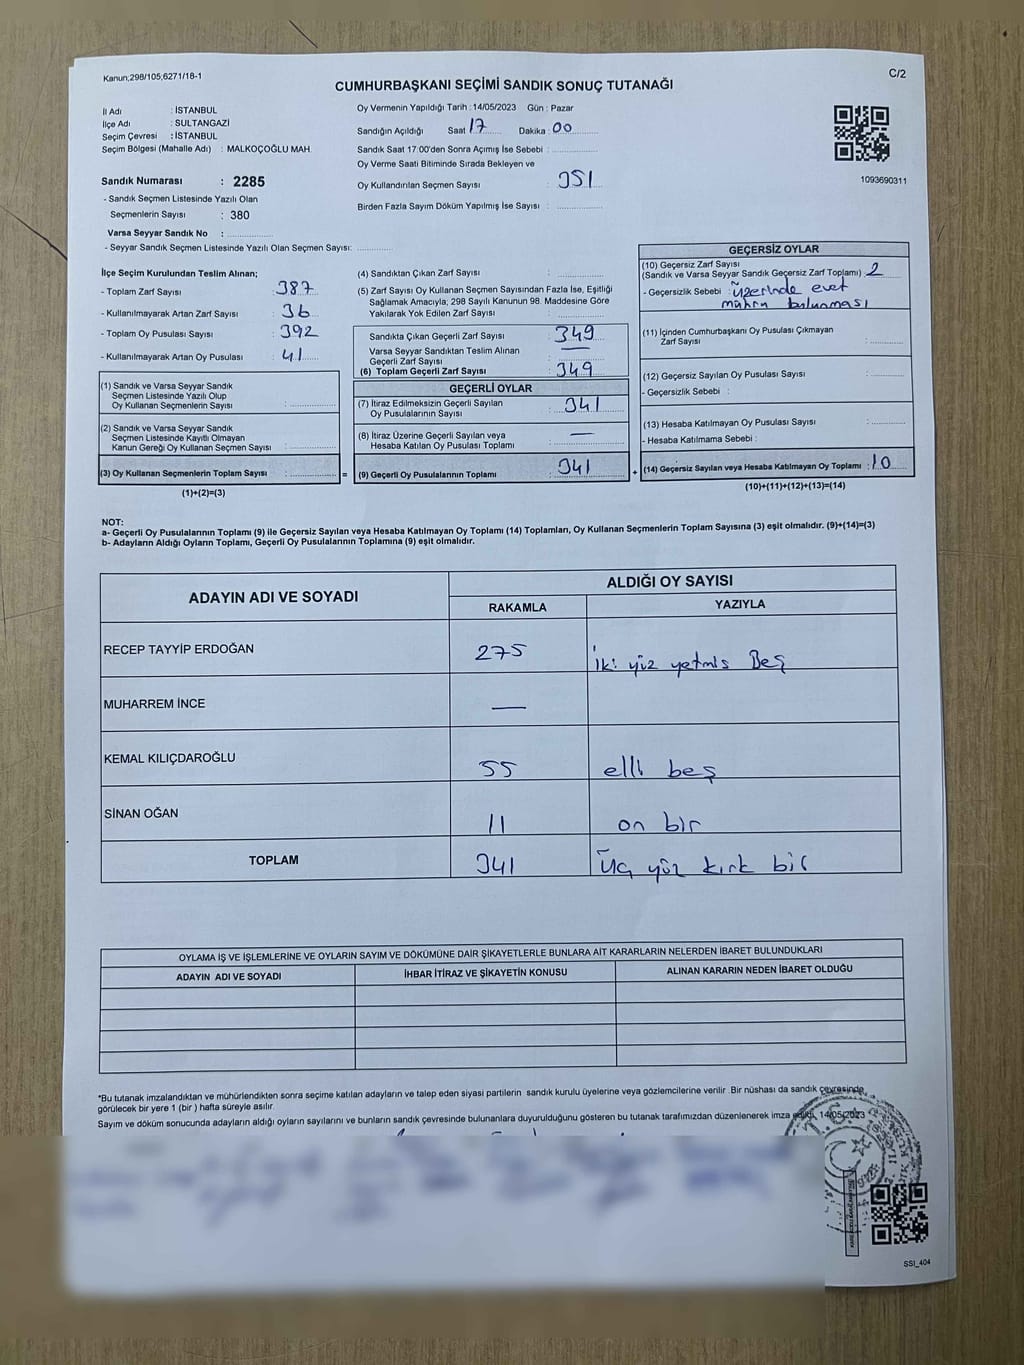 Kanun;298/105,6271/18-1
C/2
CUMHURBAŞKANI SEÇİMİ SANDIK SONUÇ TUTANAĞI
İl Adı : İSTANBUL
İlçe Adı : SULTANGAZİ
Seçim Çevresi : İSTANBUL
Seçim Bölgesi (Mahalle Adı) : MALKOÇOĞLU MAH.
Sandık Numarası : 2285
- Sandık Seçmen Listesinde Yazılı Olan
Seçmenlerin Sayısı : 380
Varsa Seyyar Sandık No :
- Seyyar Sandık Seçmen Listesinde Yazılı Olan Seçmen Sayısı:
Oy Vermenin Yapıldığı Tarih :14/05/2023 Gün : Pazar
Sandığın Açıldığı Saat 17 Dakika : 00
Sandık Saat 17:00'den Sonra Açımış İse Sebebi :
Oy Verme Saati Bitiminde Sırada Bekleyen ve
Oy Kullandırılan Seçmen Sayısı : 351
Birden Fazla Sayım Döküm Yapılmış İse Sayısı :
1093690311
İlçe Seçim Kurulundan Teslim Alınan;
- Toplam Zarf Sayısı : 387
- Kullanılmayarak Artan Zarf Sayısı : 36
- Toplam Oy Pusulası Sayısı : 392
- Kullanılmayarak Artan Oy Pusulası : 41
(1) Sandık ve Varsa Seyyar Sandık
Seçmen Listesinde Yazılı Olup
Oy Kullanan Seçmenlerin Sayısı :
(2) Sandık ve Varsa Seyyar Sandık
Seçmen Listesinde Kayıtlı Olmayan
Kanun Gereği Oy Kullanan Seçmen Sayısı :
(3) Oy Kullanan Seçmenlerin Toplam Sayısı : =
(1)+(2)=(3)
(4) Sandıktan Çıkan Zarf Sayısı :
(5) Zarf Sayısı Oy Kullanan Seçmen Sayısından Fazla İse, Eşitliği
Sağlamak Amacıyla; 298 Sayılı Kanunun 98. Maddesine Göre
Yakılarak Yok Edilen Zarf Sayısı :
Sandıkta Çıkan Geçerli Zarf Sayısı : 349
Varsa Seyyar Sandıktan Teslim Alınan
Geçerli Zarf Sayısı : —
(6) Toplam Geçerli Zarf Sayısı : 349
GEÇERLİ OYLAR
(7) İtiraz Edilmeksizin Geçerli Sayılan
Oy Pusulalarının Sayısı : 341
(8) İtiraz Üzerine Geçerli Sayılan veya
Hesaba Katılan Oy Pusulası Toplamı : —
(9) Geçerli Oy Pusulalarının Toplamı : 341 +
GEÇERSİZ OYLAR
(10) Geçersiz Zarf Sayısı
(Sandık ve Varsa Seyyar Sandık Geçersiz Zarf Toplamı) : 2
- Geçersizlik Sebebi : üzerinde evet
mührü bulunması
(11) İçinden Cumhurbaşkanı Oy Pusulası Çıkmayan
Zarf Sayısı :
(12) Geçersiz Sayılan Oy Pusulası Sayısı :
- Geçersizlik Sebebi :
(13) Hesaba Katılmayan Oy Pusulası Sayısı :
- Hesaba Katılmama Sebebi :
(14) Geçersiz Sayılan veya Hesaba Katılmayan Oy Toplamı : 10
(10)+(11)+(12)+(13)=(14)
NOT:
a- Geçerli Oy Pusulalarının Toplamı (9) ile Geçersiz Sayılan veya Hesaba Katılmayan Oy Toplamı (14) Toplamları, Oy Kullanan Seçmenlerin Toplam Sayısına (3) eşit olmalıdır. (9)+(14)=(3)
b- Adayların Aldığı Oyların Toplamı, Geçerli Oy Pusulalarının Toplamına (9) eşit olmalıdır.
ADAYIN ADI VE SOYADI
ALDIĞI OY SAYISI
RAKAMLA YAZIYLA
RECEP TAYYİP ERDOĞAN 275 İki yüz yetmis Beş
MUHARREM İNCE —
KEMAL KILIÇDAROĞLU 55 elli beş
SİNAN OĞAN 11 on bir
TOPLAM 341 Üç yüz kırk bir
OYLAMA İŞ VE İŞLEMLERİNE VE OYLARIN SAYIM VE DÖKÜMÜNE DAİR ŞİKAYETLERLE BUNLARA AİT KARARLARIN NELERDEN İBARET BULUNDUKLARI
ADAYIN ADI VE SOYADI İHBAR İTİRAZ VE ŞİKAYETİN KONUSU ALINAN KARARIN NEDEN İBARET OLDUĞU
*Bu tutanak imzalandıktan ve mühürlendikten sonra seçime katılan adayların ve talep eden siyasi partilerin sandık kurulu üyelerine veya gözlemcilerine verilir Bir nüshası da sandık çevresinde
görülecek bir yere 1 (bir ) hafta süreyle asılır.
Sayım ve döküm sonucunda adayların aldığı oyların sayılarını ve bunların sandık çevresinde bulunanlara duyurulduğunu gösteren bu tutanak tarafımızdan düzenlenerek imza edildi. 14/05/2023
T.C.
SSI_404